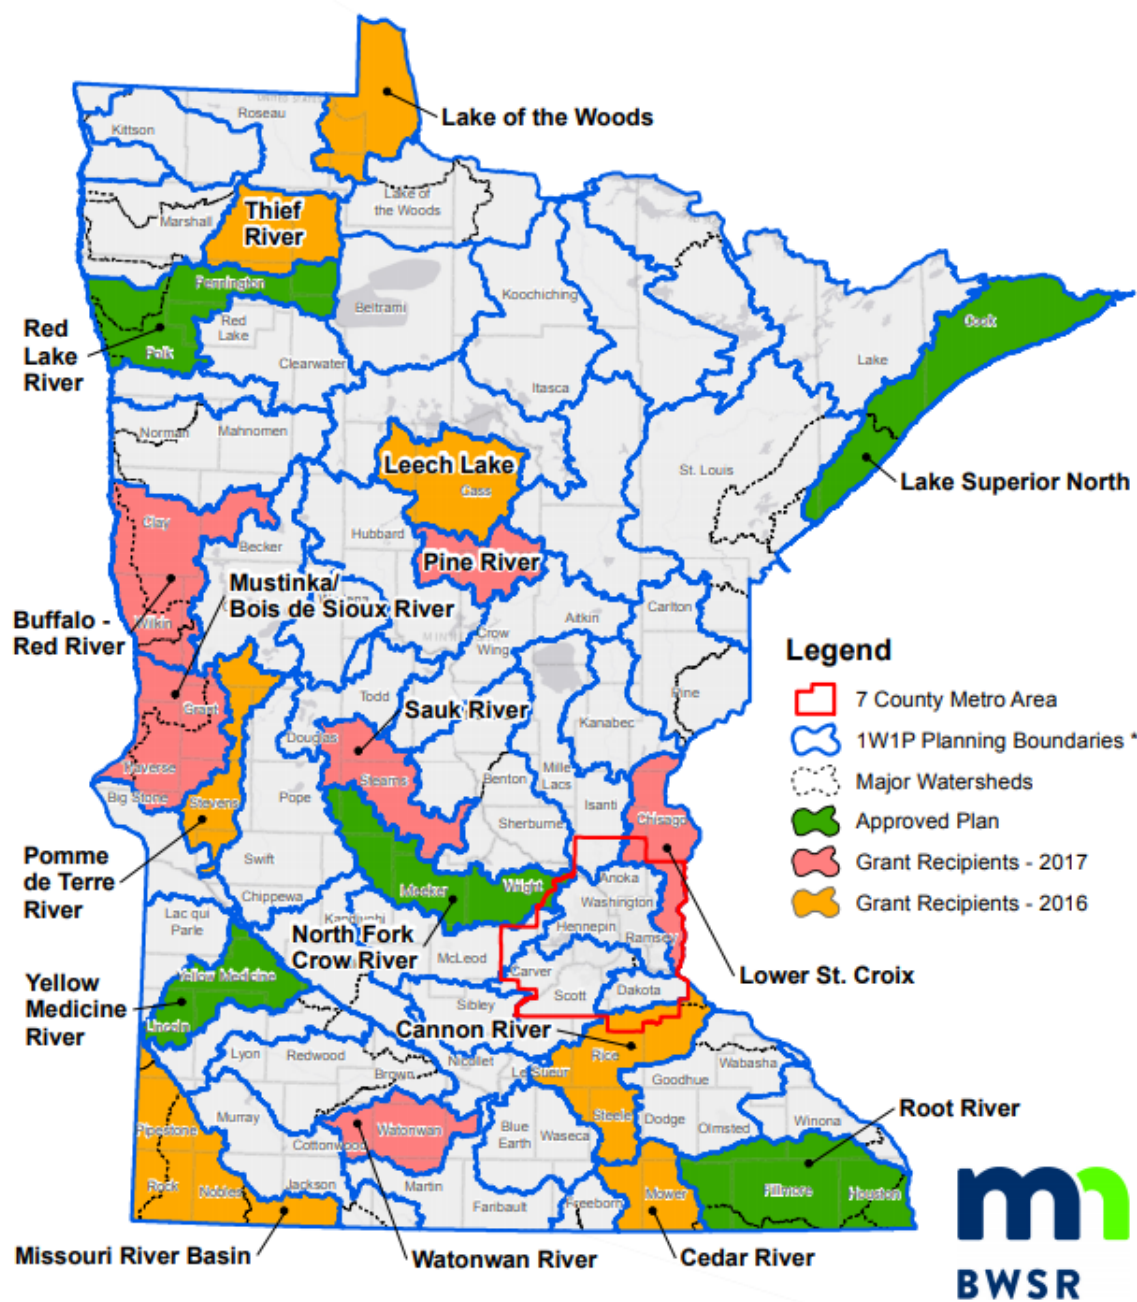 Lake of the Woods
UNITED STATES
Roseau
Kittson
Lake of
the Woods
Marshall
Thief
River
Pennington
Koochiching
Beltrami
Red
Lake
Cook
Red
Lake
River
Polk
Clearwater
Lake
Itasca
Norman
Mahnomen
Leech Lake
Cass
St. Louis
Lake Superior North
Clay
Hubbard
Becker
Pine River
Mustinka/
Bois de Sioux River
Buffalo -
Red River
Wilkin
Carlton
Aitkin
Crow
Wing
Pine
Todd
Grant
Sauk River
Kanabec
Douglas
Mille
Lacs
Traverse
Big Stone
Stevens
Pope
Stearns
Benton
Isanti
Sherburne
Chisago
Legend
7 County Metro Area
1W1P Planning Boundaries *
Major Watersheds
Approved Plan
Grant Recipients - 2017
Grant Recipients - 2016
Pomme
de Terre
River
Swift
Chippewa
Meeker
Wright
Anoka
Washington
Hennepin
Ramsey
Lac qui
Parle
Kandiyohi
North Fork
Crow River
McLeod
Carver
Scott
Dakota
Lower St. Croix
Yellow
Medicine
River
Yellow Medicine
Lincoln
Sibley
Cannon River
Lyon
Redwood
Brown
Nicollet
Le Sueur
Rice
Goodhue
Wabasha
Pipestone
Murray
Cottonwood
Watonwan
Blue
Earth
Waseca
Steele
Dodge
Olmsted
Winona
Root River
Rock
Nobles
Jackson
Martin
Faribault
Freeborn
Mower
Fillmore
Houston
Missouri River Basin
Watonwan River
Cedar River
mn
BWSR